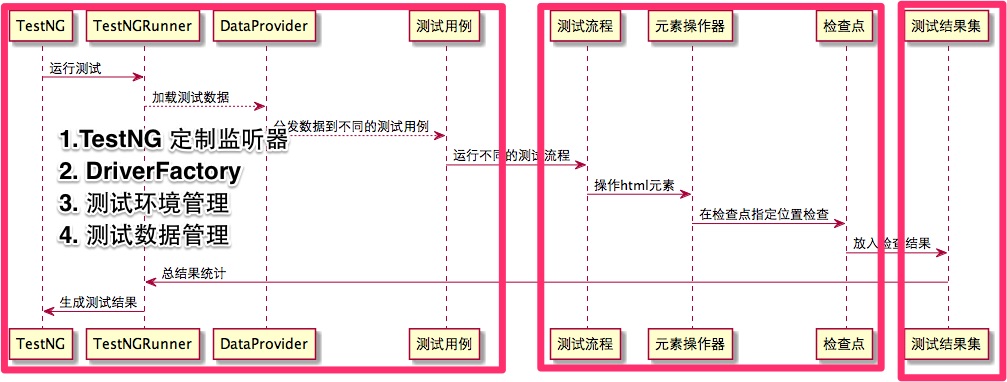 TestNG TestNGRunner DataProvider 测试用例 测试流程 元素操作器 检查点 测试结果集
运行测试
加载测试数据
分发数据到不同的测试用例
1.TestNG 定制监听器
运行不同的测试流程
2. DriverFactory
操作html元素
3. 测试环境管理
在检查点指定位置检查
4. 测试数据管理
放入检查结果
总结果统计
生成测试结果
TestNG TestNGRunner DataProvider 测试用例 测试流程 元素操作器 检查点 测试结果集